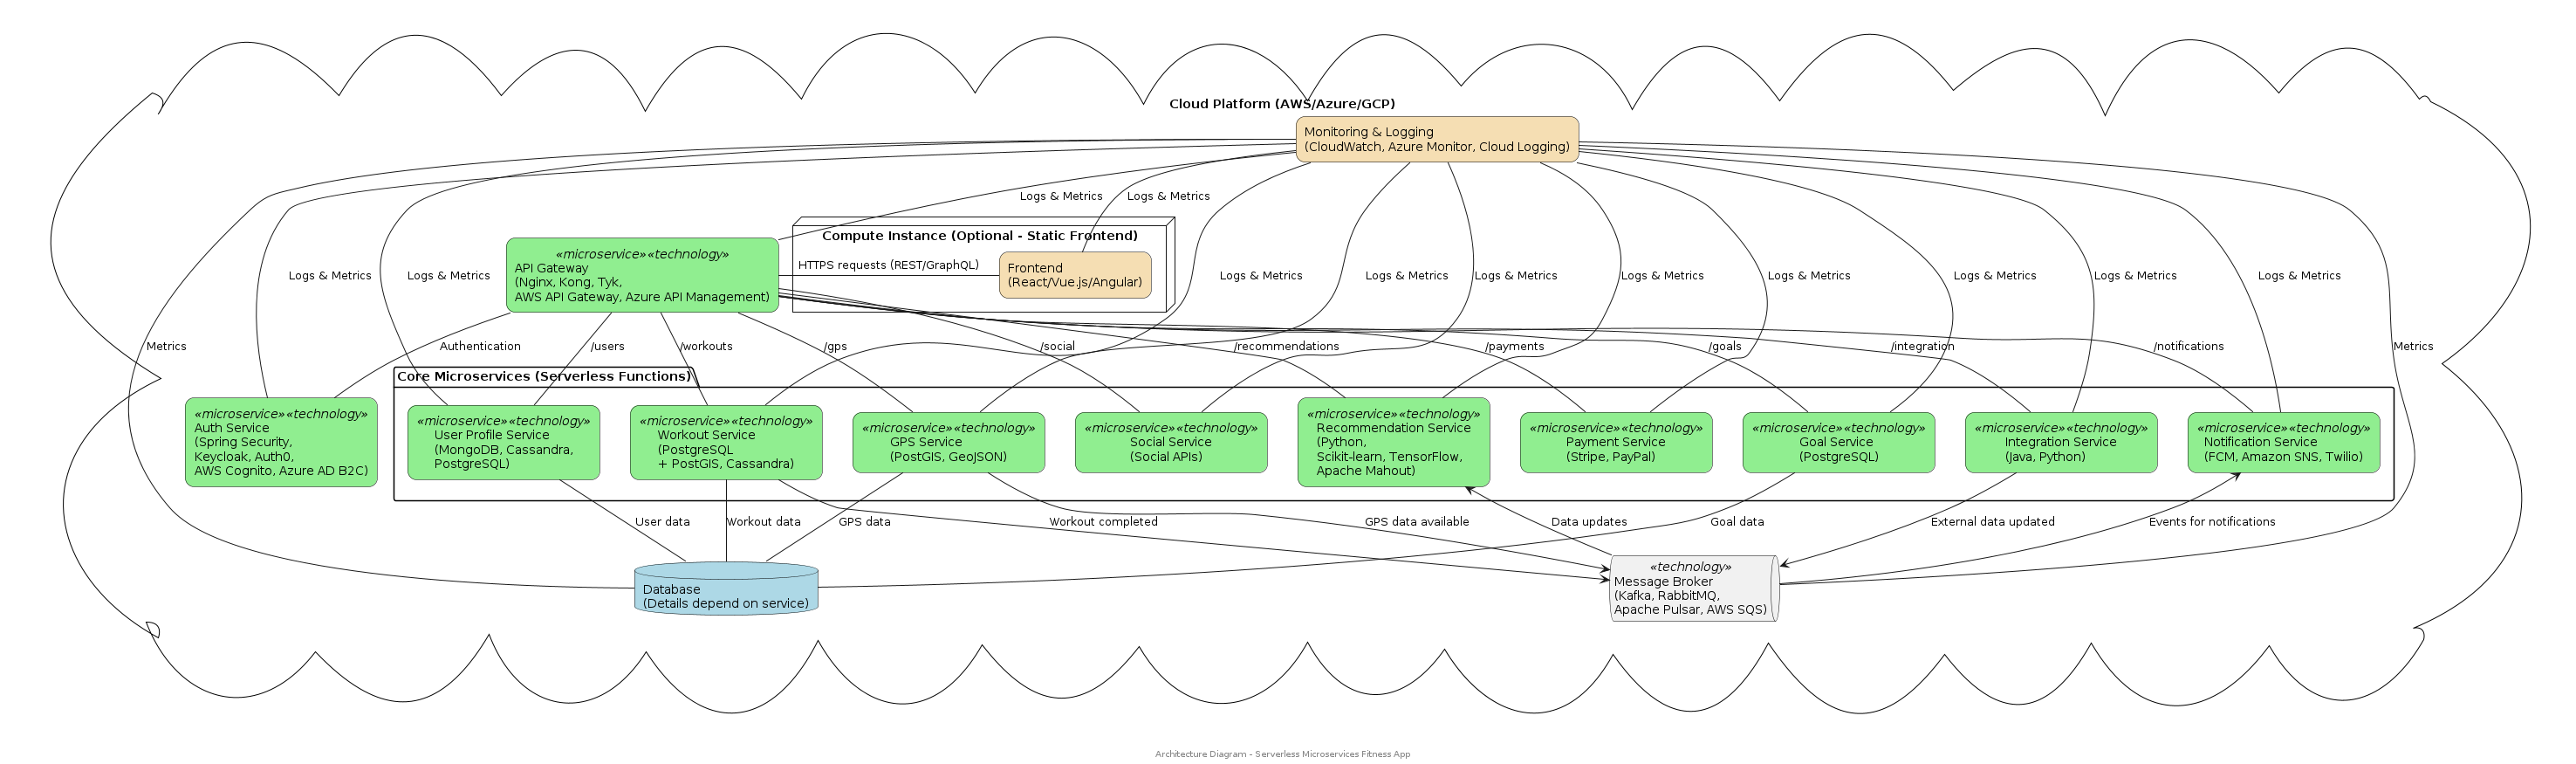 Cloud Platform (AWS/Azure/GCP)
Monitoring & Logging
(CloudWatch, Azure Monitor, Cloud Logging)
Logs & Metrics
Logs & Metrics
Compute Instance (Optional - Static Frontend)
«microservice» «technology»
API Gateway
(Nginx, Kong, Tyk,
AWS API Gateway, Azure API Management)
HTTPS requests (REST/GraphQL)
Frontend
(React/Vue.js/Angular)
Logs & Metrics
Logs & Metrics
Logs & Metrics
Logs & Metrics
Logs & Metrics
Logs & Metrics
Logs & Metrics
Logs & Metrics
Logs & Metrics
Logs & Metrics
Metrics
Authentication
/users
/workouts
/gps
/social
/recommendations
/payments
/goals
/integration
/notifications
Metrics
Core Microservices (Serverless Functions)
«microservice» «technology»
Auth Service
(Spring Security,
Keycloak, Auth0,
AWS Cognito, Azure AD B2C)
«microservice» «technology»
User Profile Service
(MongoDB, Cassandra,
PostgreSQL)
«microservice» «technology»
Workout Service
(PostgreSQL
+ PostGIS, Cassandra)
«microservice» «technology»
GPS Service
(PostGIS, GeoJSON)
«microservice» «technology»
Social Service
(Social APIs)
«microservice» «technology»
Recommendation Service
(Python,
Scikit-learn, TensorFlow,
Apache Mahout)
«microservice» «technology»
Payment Service
(Stripe, PayPal)
«microservice» «technology»
Goal Service
(PostgreSQL)
«microservice» «technology»
Integration Service
(Java, Python)
«microservice» «technology»
Notification Service
(FCM, Amazon SNS, Twilio)
User data
Workout data
GPS data
Workout completed
GPS data available
Data updates
Goal data
External data updated
Events for notifications
Database
(Details depend on service)
«technology»
Message Broker
(Kafka, RabbitMQ,
Apache Pulsar, AWS SQS)
Architecture Diagram - Serverless Microservices Fitness App